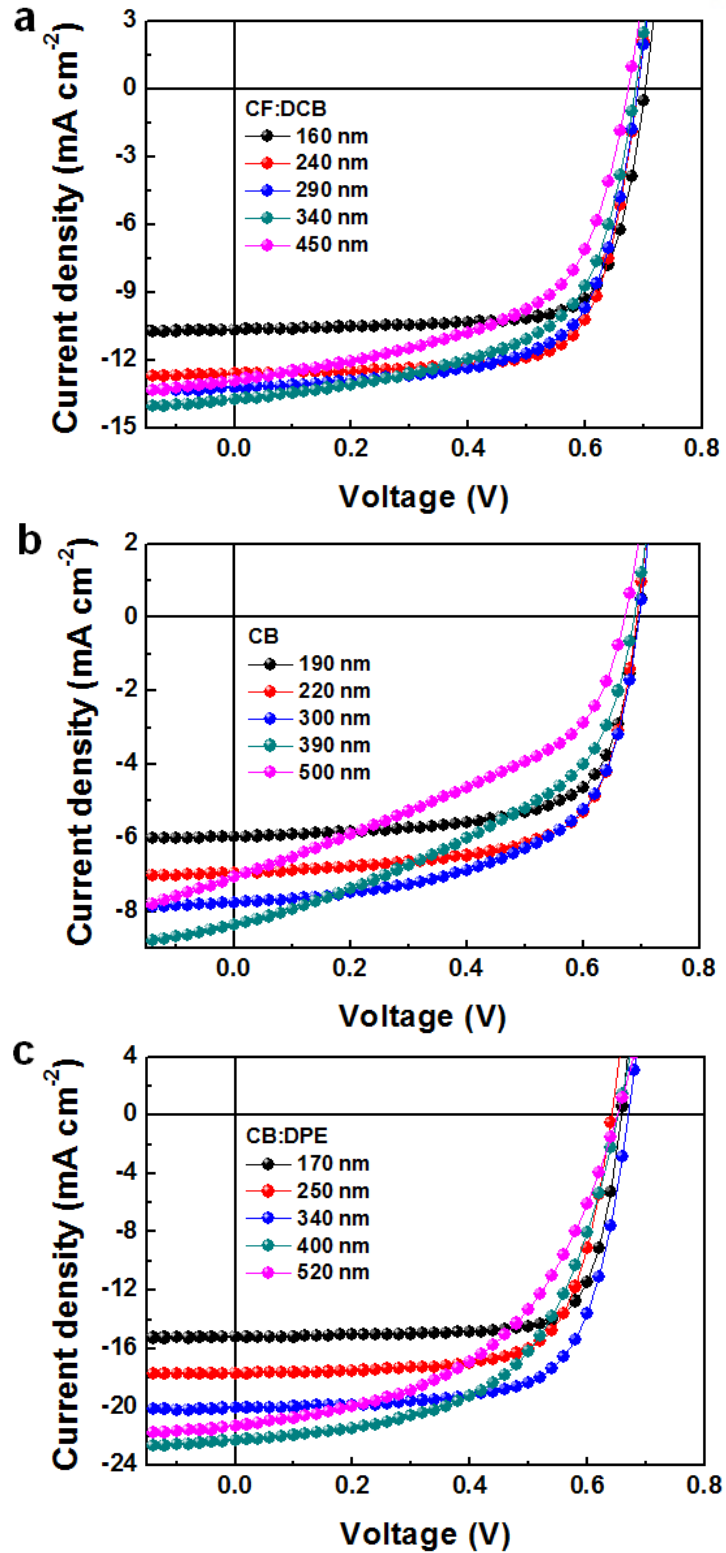 a
3
0
-3
-6
-9
-12
-15
Current density (mA cm-2)
CF:DCB
160 nm
240 nm
290 nm
340 nm
450 nm
0.0 0.2 0.4 0.6 0.8
Voltage (V)
b
2
0
-2
-4
-6
-8
Current density (mA cm-2)
CB
190 nm
220 nm
300 nm
390 nm
500 nm
0.0 0.2 0.4 0.6 0.8
Voltage (V)
c
4
0
-4
-8
-12
-16
-20
-24
Current density (mA cm-2)
CB:DPE
170 nm
250 nm
340 nm
400 nm
520 nm
0.0 0.2 0.4 0.6 0.8
Voltage (V)